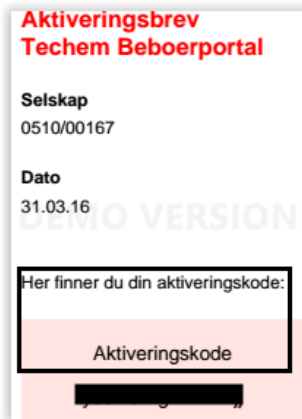 Aktiveringsbrev
Techem Beboerportal
Selskap
0510/00167
Dato
31.03.16
DEMO VERSION
Her finner du din aktiveringskode:
Aktiveringskode